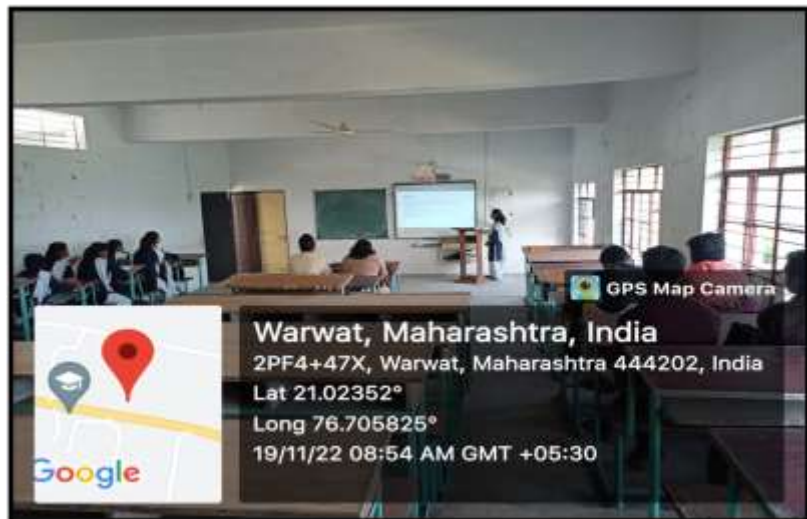 GPS Map Camera
Warwat, Maharashtra, India
2PF4+47X, Warwat, Maharashtra 444202, India
Lat 21.02352°
Long 76.705825°
19/11/22 08:54 AM GMT +05:30
Google